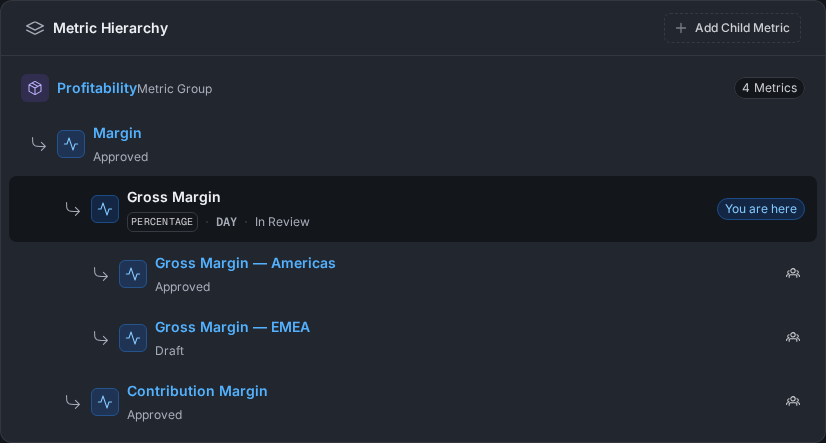 Metric Hierarchy
Add Child Metric
Profitability Metric Group
4 Metrics
Margin
Approved
Gross Margin
PERCENTAGE · DAY · In Review
You are here
Gross Margin — Americas
Approved
Gross Margin — EMEA
Draft
Contribution Margin
Approved